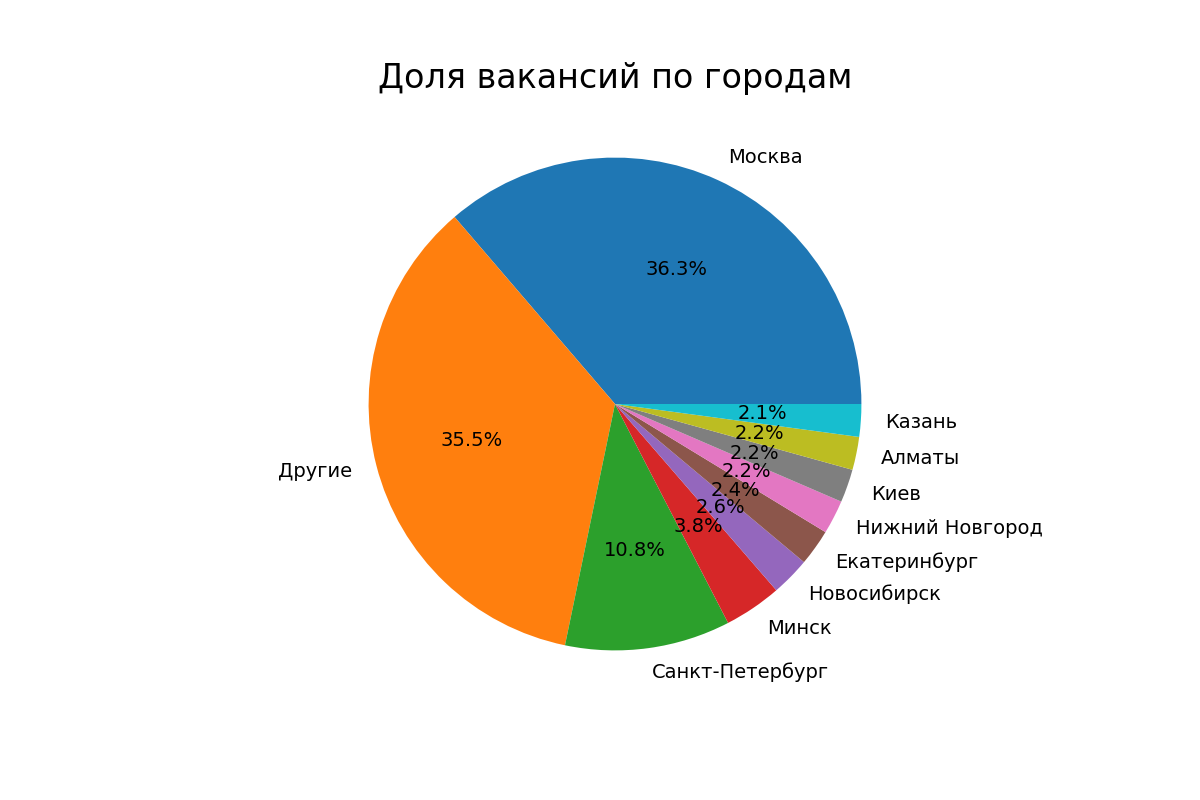 Доля вакансий по городам
Москва
36.3%
Другие
35.5%
Санкт-Петербург
10.8%
Минск
3.8%
Новосибирск
2.6%
Екатеринбург
2.4%
Нижний Новгород
2.2%
Киев
2.2%
Алматы
2.2%
Казань
2.1%